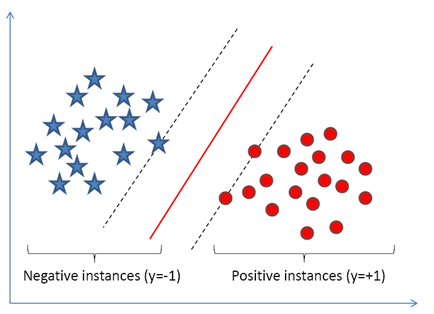 Negative instances (y=-1)
Positive instances (y=+1)